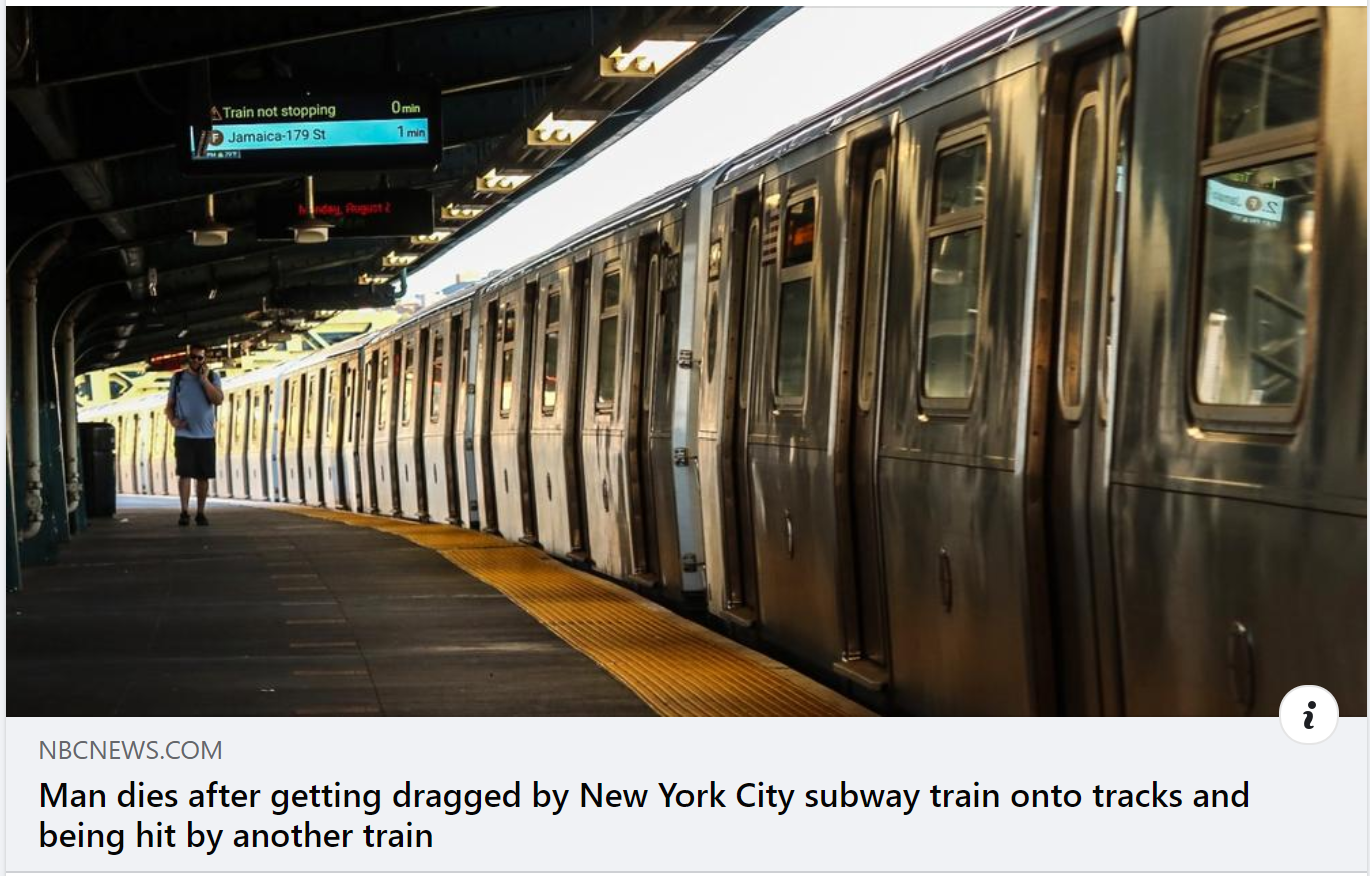 Train not stopping 0 min
F Jamaica-179 St 1 min
Monday, August 2
NBCNEWS.COM
Man dies after getting dragged by New York City subway train onto tracks and
being hit by another train